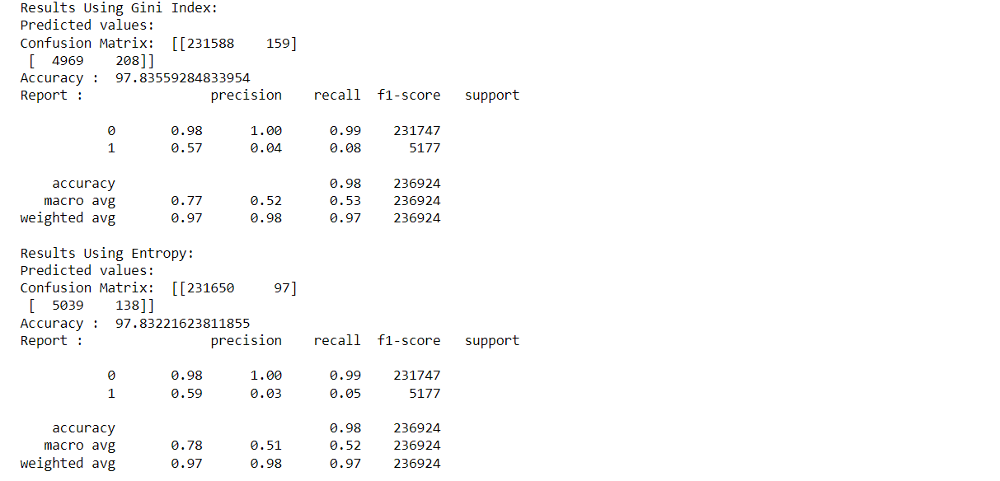 Results Using Gini Index:
Predicted values:
Confusion Matrix:  [[231588    159]
 [  4969    208]]
Accuracy :  97.83559284833954
Report :                precision    recall  f1-score   support

           0       0.98      1.00      0.99    231747
           1       0.57      0.04      0.08      5177

    accuracy                           0.98    236924
   macro avg       0.77      0.52      0.53    236924
weighted avg       0.97      0.98      0.97    236924

Results Using Entropy:
Predicted values:
Confusion Matrix:  [[231650     97]
 [  5039    138]]
Accuracy :  97.83221623811855
Report :                precision    recall  f1-score   support

           0       0.98      1.00      0.99    231747
           1       0.59      0.03      0.05      5177

    accuracy                           0.98    236924
   macro avg       0.78      0.51      0.52    236924
weighted avg       0.97      0.98      0.97    236924